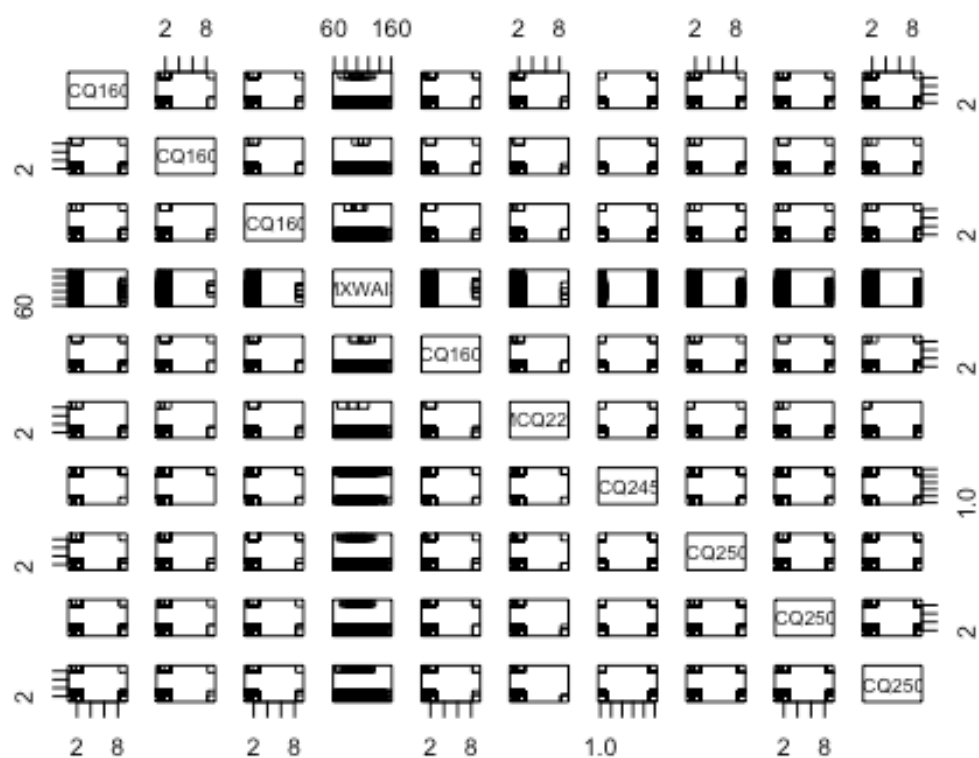 2 8 60 160 2 8 2 8 2 8
CQ160 2
2 CQ160
CQ160 2
60 MXWAI
CQ160 2
2 MCQ22
CQ245 1.0
2 CQ250
CQ250 2
2 CQ250
2 8 2 8 2 8 1.0 2 8